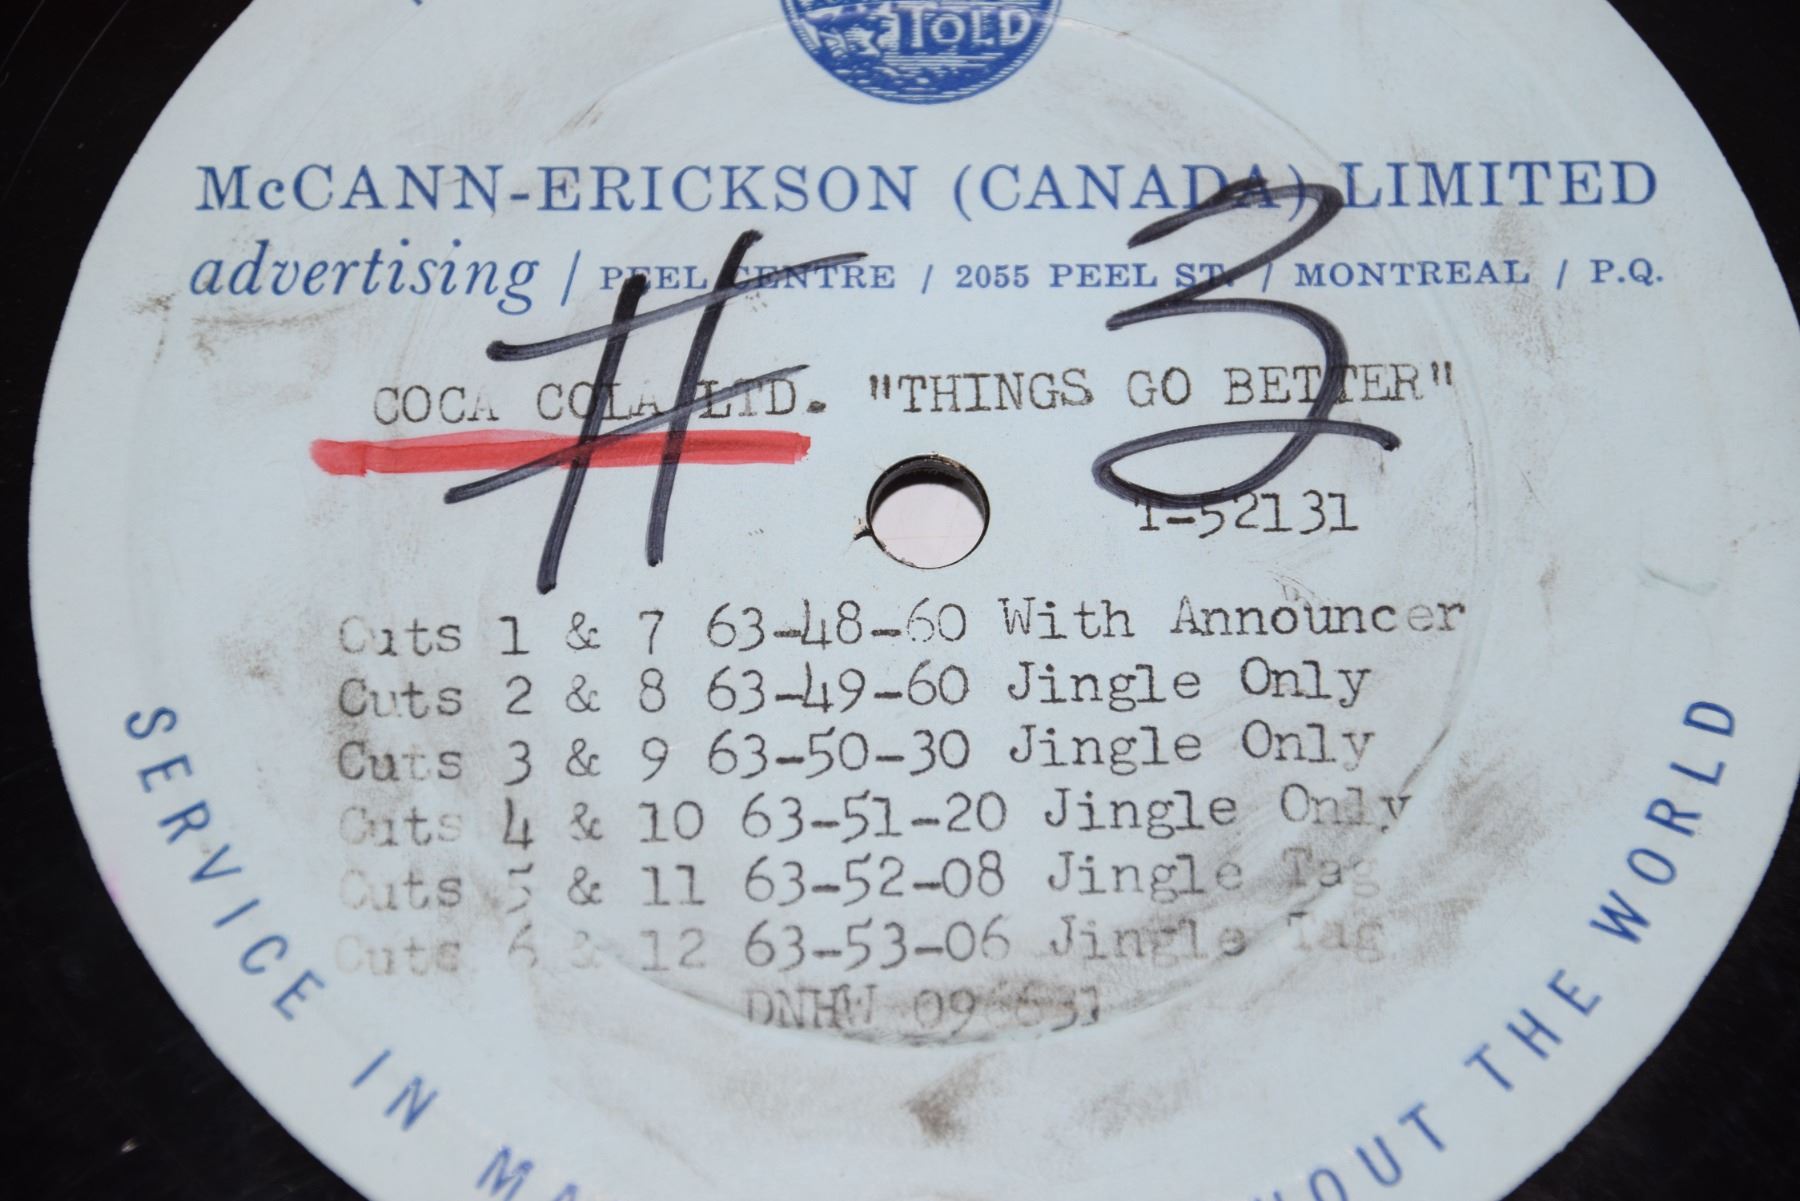 TOLD
McCANN-ERICKSON (CANADA) LIMITED
advertising / PEEL CENTRE / 2055 PEEL ST. / MONTREAL / P.Q.
# 3
COCA COLA LTD. "THINGS GO BETTER"
T-52131
Cuts 1 & 7 63-48-60 With Announcer
Cuts 2 & 8 63-49-60 Jingle Only
Cuts 3 & 9 63-50-30 Jingle Only
Cuts 4 & 10 63-51-20 Jingle Only
Cuts 5 & 11 63-52-08 Jingle Tag
Cuts 6 & 12 63-53-06 Jingle Tag
DNHW
SERVICE IN THE WORLD